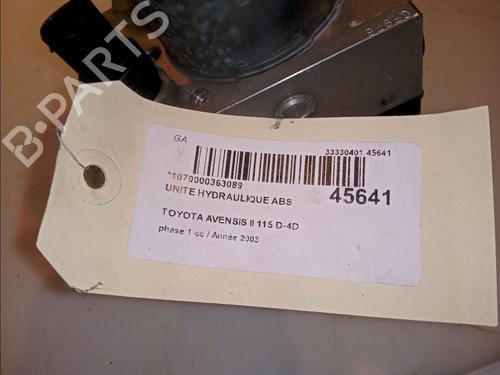 B-PARTS
GA
33330401 45641
*1070000363089
UNITE HYDRAULIQUE ABS
45641
TOYOTA AVENSIS II 115 D-4D
phase 1 cc / Année 2003